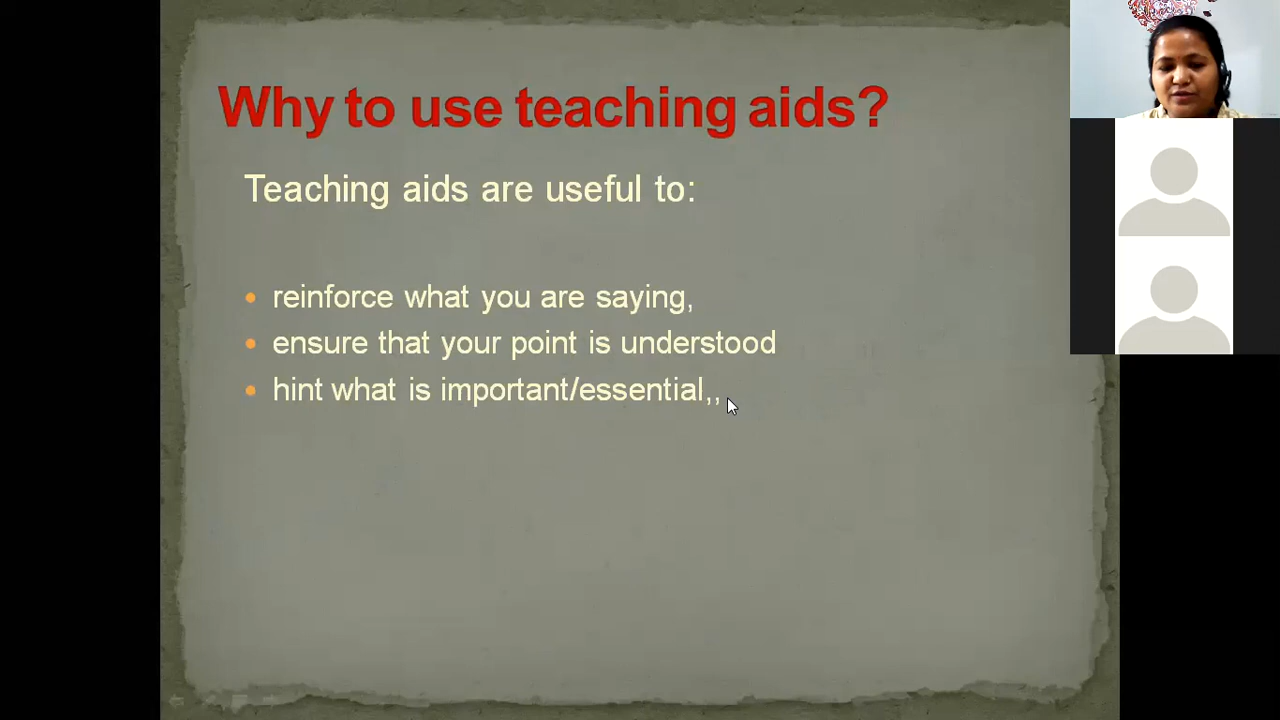 Why to use teaching aids?
Teaching aids are useful to:
• reinforce what you are saying,
• ensure that your point is understood
• hint what is important/essential,,